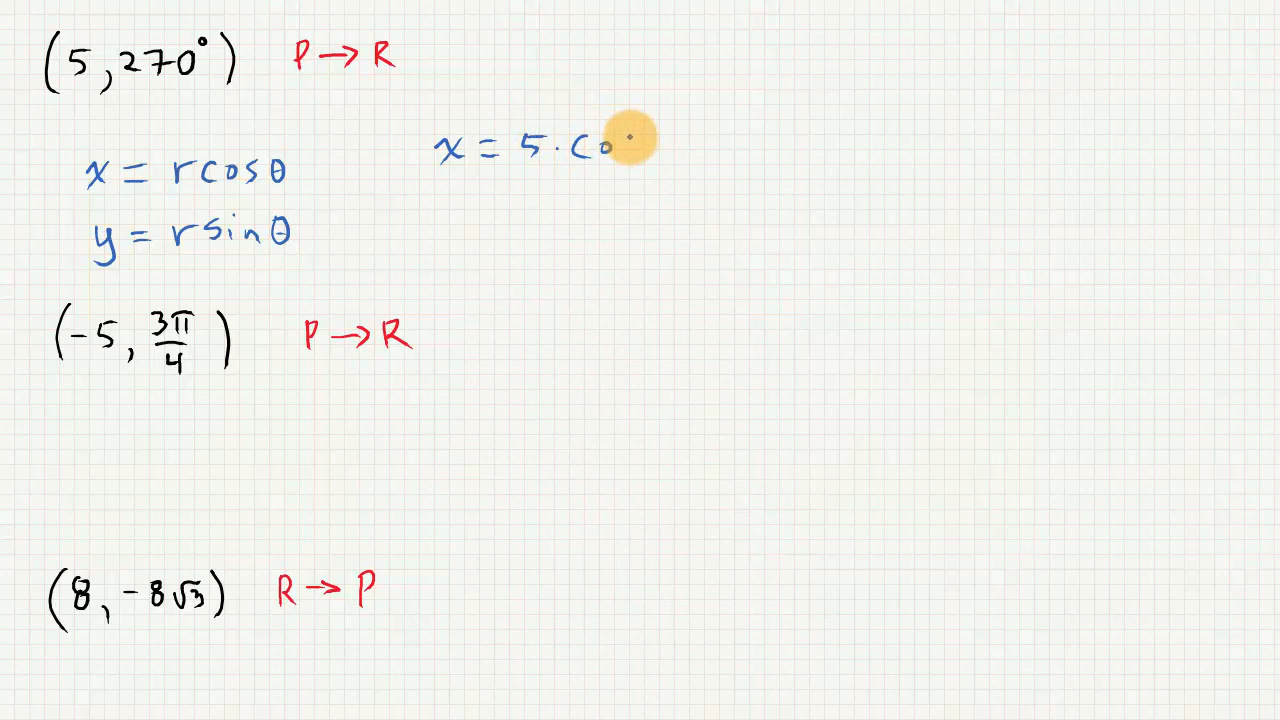 (5, 270°) P → R
x = 5 · co
x = r cos θ
y = r sin θ
(-5, 3π/4) P → R
(8, -8√3) R → P